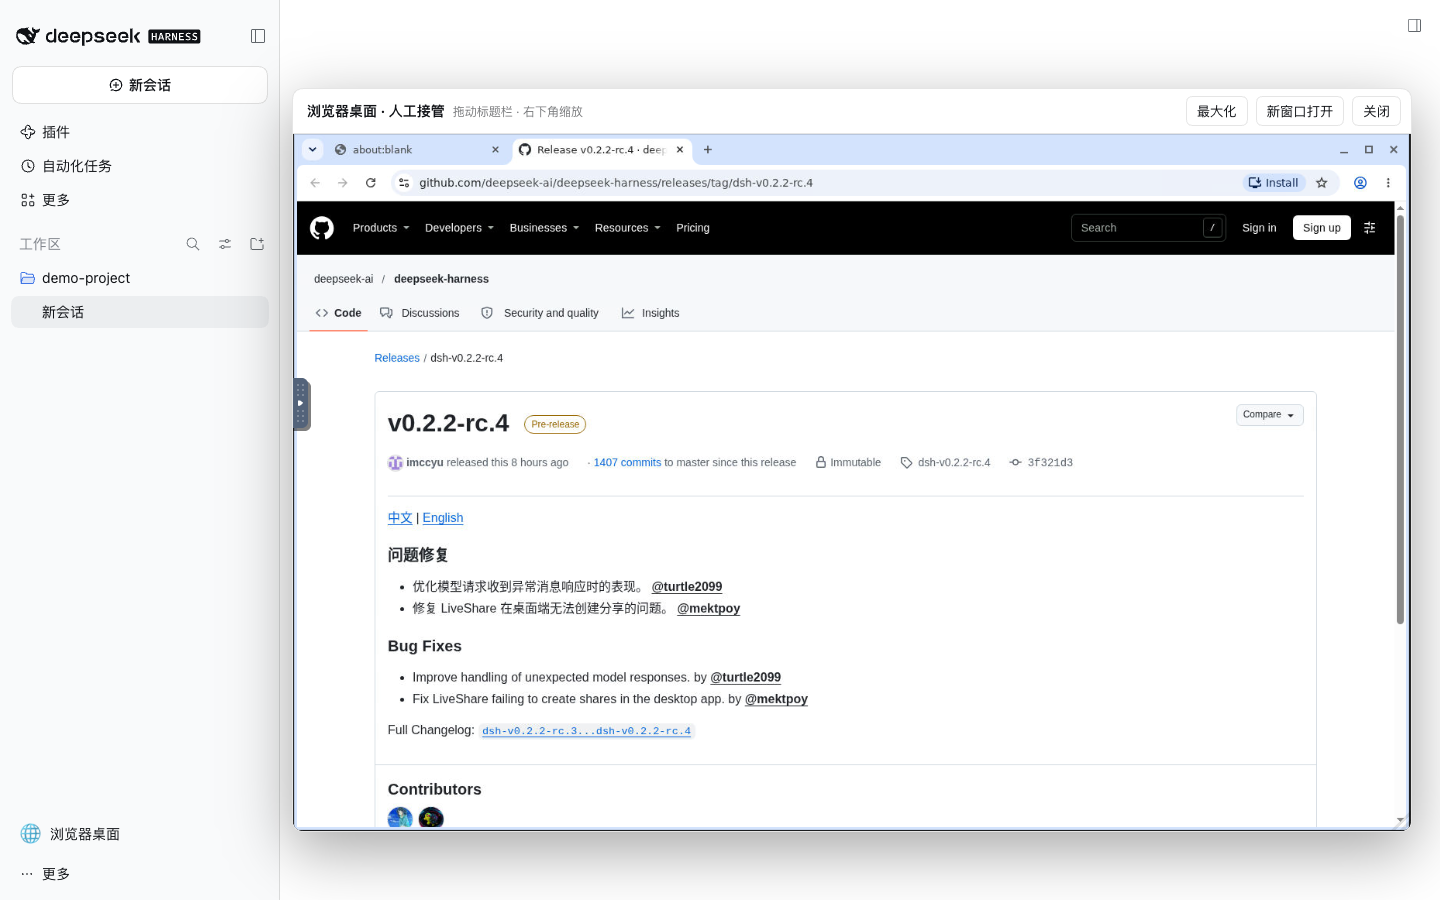 deepseek HARNESS
新会话
插件
自动化任务
更多
工作区
demo-project
新会话
浏览器桌面
更多
浏览器桌面 · 人工接管 拖动标题栏 · 右下角缩放
最大化 新窗口打开 关闭
about:blank
Release v0.2.2-rc.4 · deep
github.com/deepseek-ai/deepseek-harness/releases/tag/dsh-v0.2.2-rc.4
Install
Products Developers Businesses Resources Pricing
Search / Sign in Sign up
deepseek-ai / deepseek-harness
Code Discussions Security and quality Insights
Releases / dsh-v0.2.2-rc.4
v0.2.2-rc.4 Pre-release
Compare
imccyu released this 8 hours ago · 1407 commits to master since this release Immutable dsh-v0.2.2-rc.4 3f321d3
中文 | English
问题修复
优化模型请求收到异常消息响应时的表现。 @turtle2099
修复 LiveShare 在桌面端无法创建分享的问题。 @mektpoy
Bug Fixes
Improve handling of unexpected model responses. by @turtle2099
Fix LiveShare failing to create shares in the desktop app. by @mektpoy
Full Changelog: dsh-v0.2.2-rc.3...dsh-v0.2.2-rc.4
Contributors